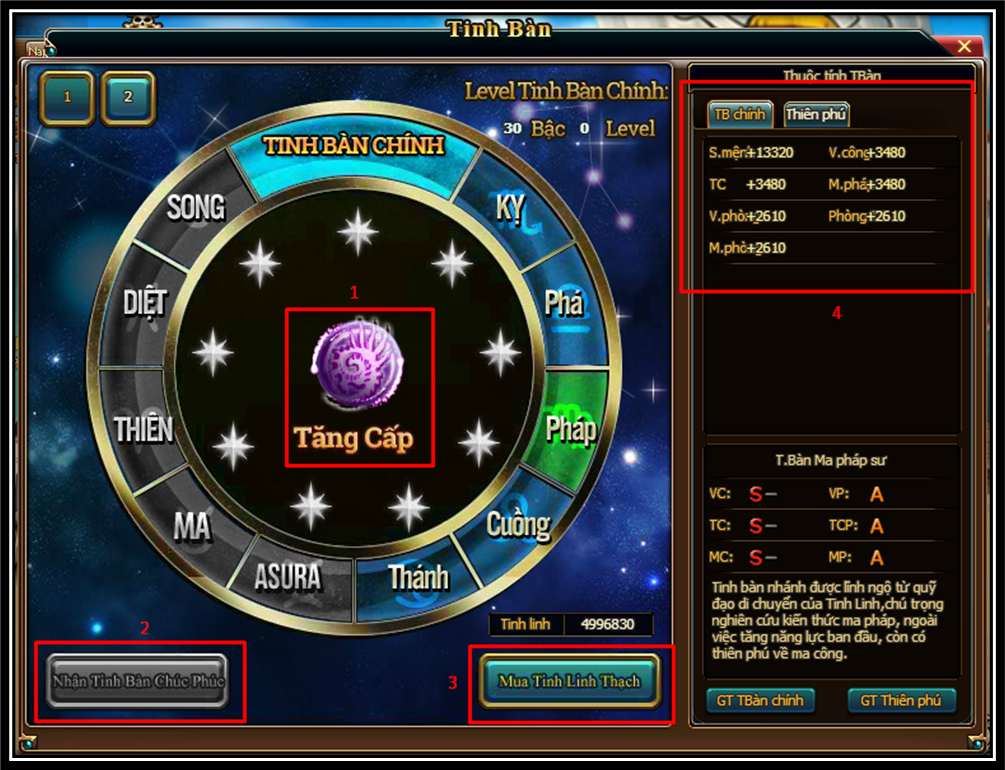 Tinh Bàn
Nạp
1
2
Level Tinh Bàn Chính:
30 Bậc 0 Level
TINH BÀN CHÍNH
SONG
KỴ
DIỆT
Phá
THIÊN
Pháp
MA
Cuồng
ASURA
Thánh
1
Tăng Cấp
Tinh linh 4996830
2
Nhận Tinh Bàn Chúc Phúc
3
Mua Tinh Linh Thạch
Thuộc tính TBàn
TB chính Thiên phú
S.mện +13320 V.công +3480
TC +3480 M.phá +3480
V.phò +2610 Phòng +2610
M.phò +2610
4
T.Bàn Ma pháp sư
VC: S- VP: A
TC: S- TCP: A
MC: S- MP: A
Tinh bàn nhánh được lĩnh ngộ từ quỹ
đạo di chuyển của Tinh Linh,chú trọng
nghiên cứu kiến thức ma pháp, ngoài
việc tăng năng lực ban đầu, còn có
thiên phú về ma công.
GT TBàn chính GT Thiên phú